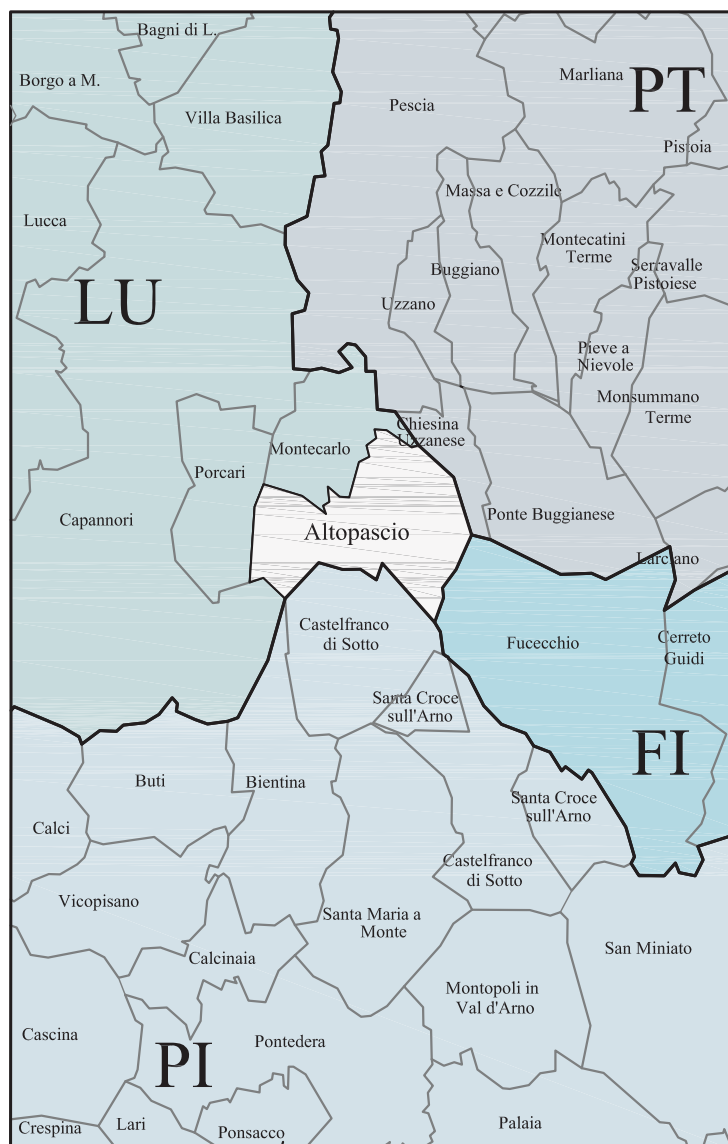 Bagni di L.
Borgo a M.
Marliana
PT
Pescia
Villa Basilica
Pistoia
Massa e Cozzile
Lucca
Montecatini
Terme
Buggiano
Serravalle
Pistoiese
LU
Uzzano
Pieve a
Nievole
Monsummano
Terme
Chiesina
Uzzanese
Montecarlo
Porcari
Capannori
Ponte Buggianese
Altopascio
Larciano
Castelfranco
di Sotto
Fucecchio
Cerreto
Guidi
Santa Croce
sull'Arno
FI
Buti
Bientina
Santa Croce
sull'Arno
Calci
Castelfranco
di Sotto
Vicopisano
Santa Maria a
Monte
San Miniato
Calcinaia
Montopoli in
Val d'Arno
Cascina
PI
Pontedera
Crespina
Lari
Ponsacco
Palaia